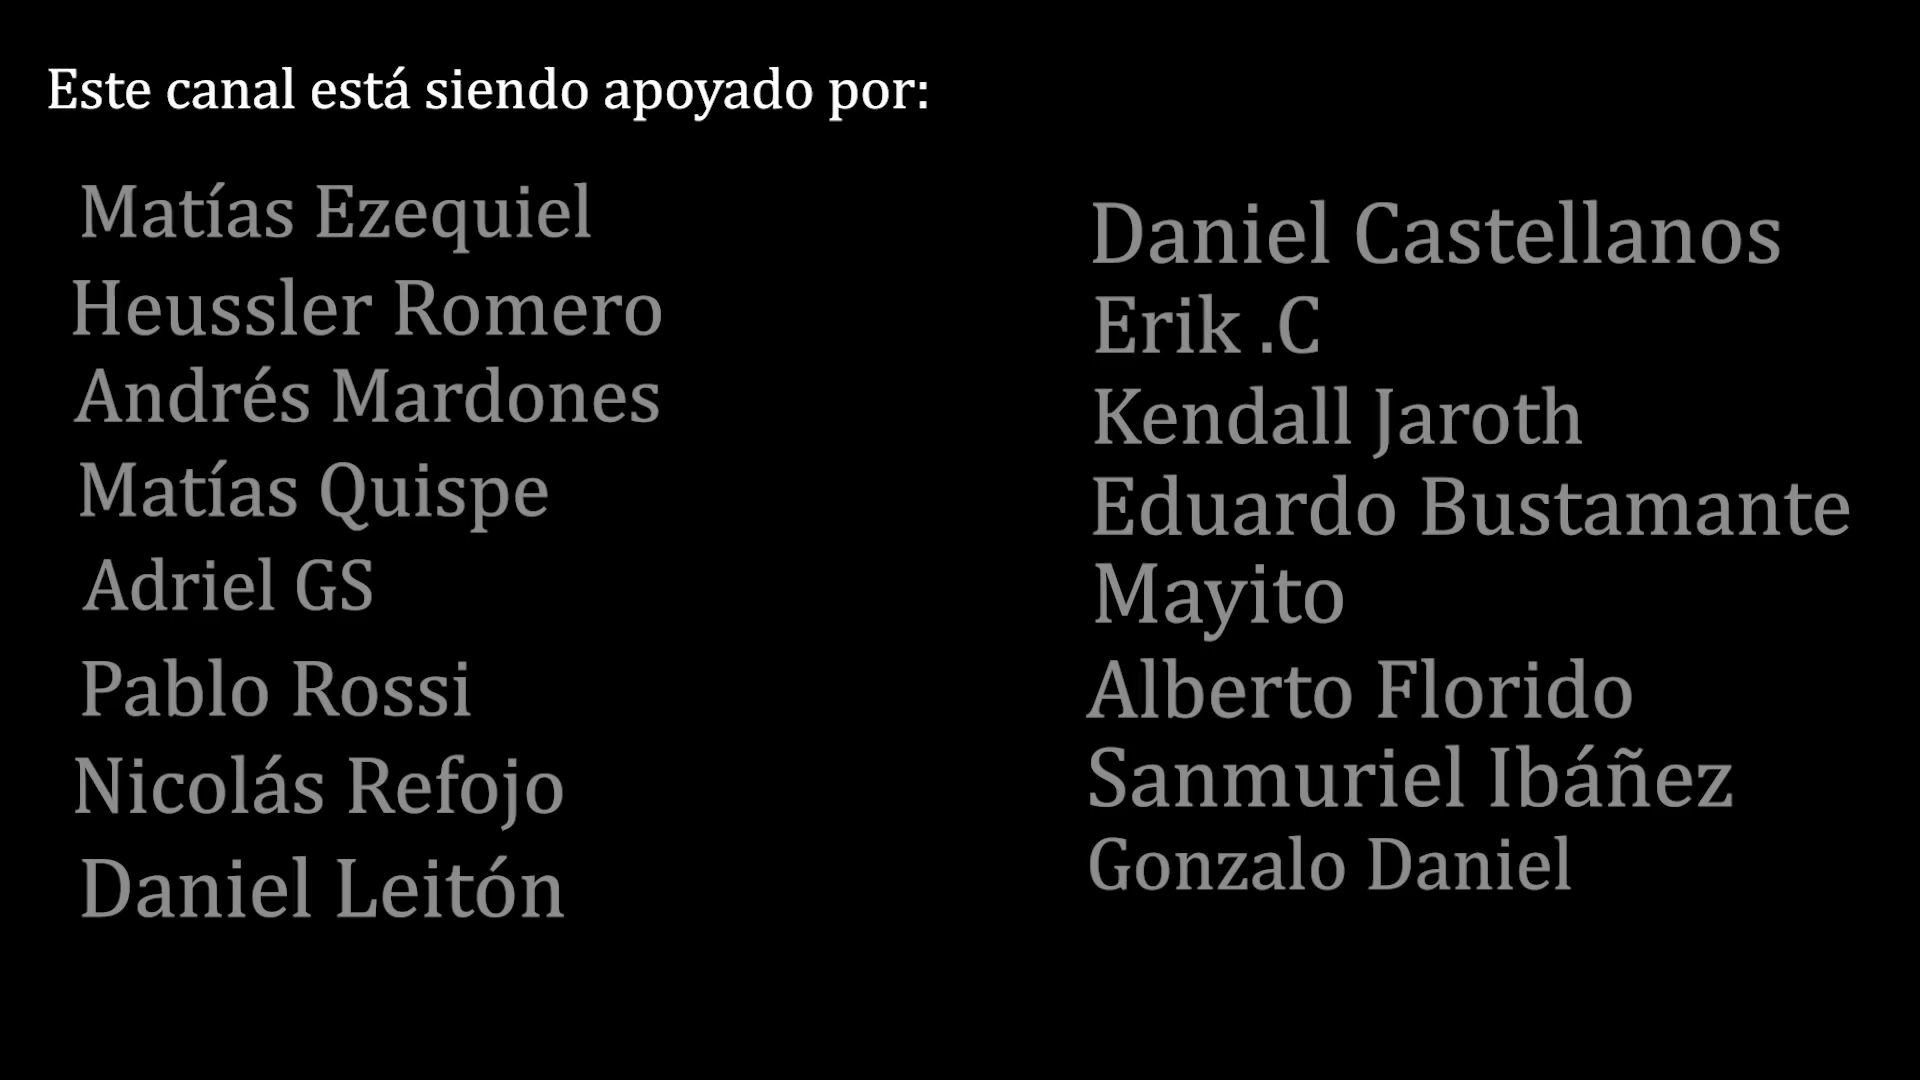 Este canal está siendo apoyado por:
Matías Ezequiel
Heussler Romero
Andrés Mardones
Matías Quispe
Adriel GS
Pablo Rossi
Nicolás Refojo
Daniel Leitón
Daniel Castellanos
Erik .C
Kendall Jaroth
Eduardo Bustamante
Mayito
Alberto Florido
Sanmuriel Ibáñez
Gonzalo Daniel